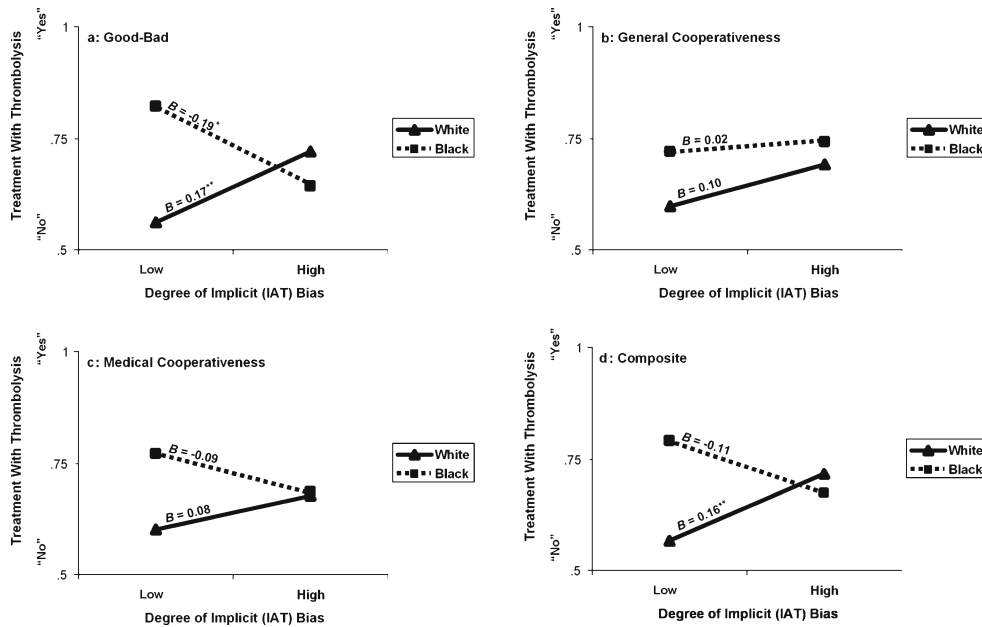 a: Good-Bad
Treatment With Thrombolysis
"Yes"
"No"
1
.75
.5
B = -0.19*
B = 0.17**
White
Black
Low
High
Degree of Implicit (IAT) Bias
b: General Cooperativeness
Treatment With Thrombolysis
"Yes"
"No"
1
.75
.5
B = 0.02
B = 0.10
White
Black
Low
High
Degree of Implicit (IAT) Bias
c: Medical Cooperativeness
Treatment With Thrombolysis
"Yes"
"No"
1
.75
.5
B = -0.09
B = 0.08
White
Black
Low
High
Degree of Implicit (IAT) Bias
d: Composite
Treatment With Thrombolysis
"Yes"
"No"
1
.75
.5
B = -0.11
B = 0.16**
White
Black
Low
High
Degree of Implicit (IAT) Bias